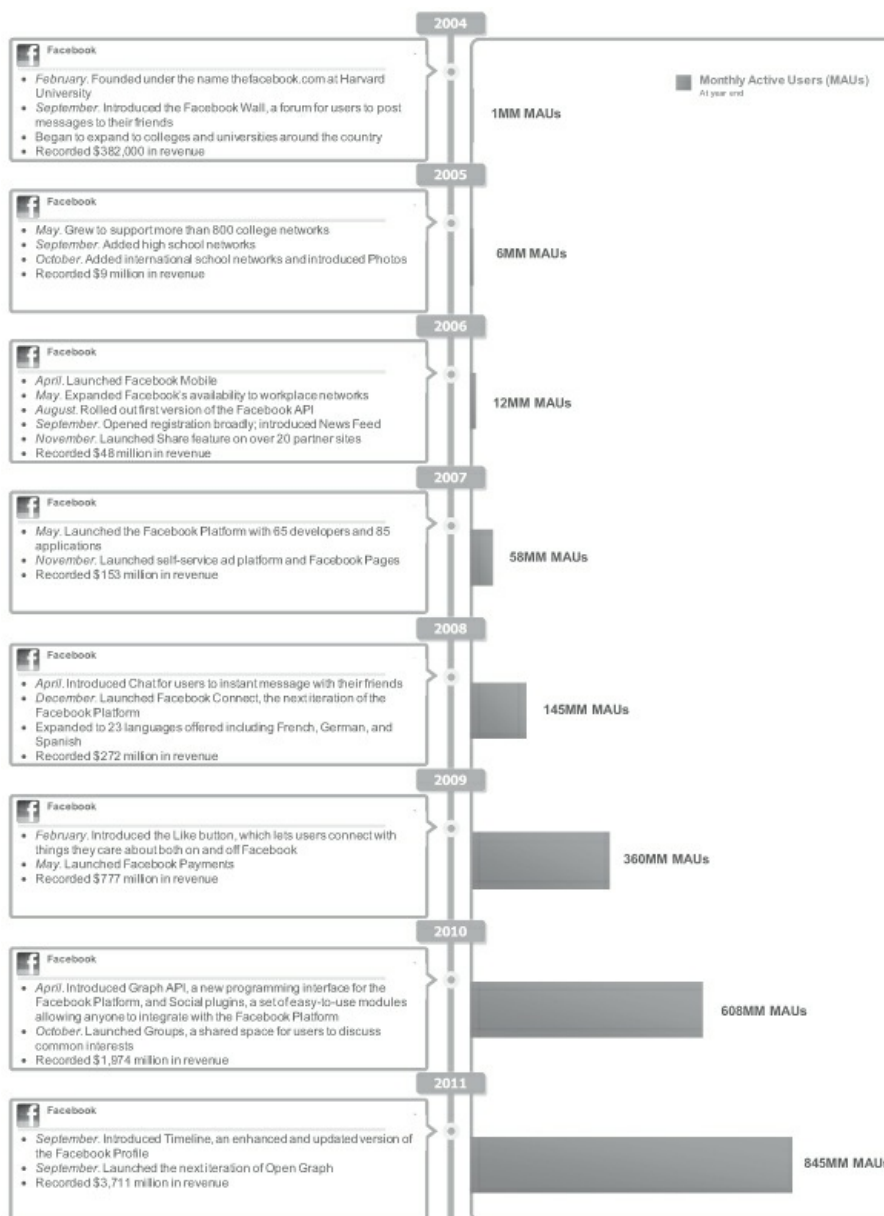 2004
Facebook
• February. Founded under the name thefacebook.com at Harvard
University
• September. Introduced the Facebook Wall, a forum for users to post
messages to their friends
• Began to expand to colleges and universities around the country
• Recorded $382,000 in revenue
Monthly Active Users (MAUs)
At year end
1MM MAUs
2005
Facebook
• May. Grew to support more than 800 college networks
• September. Added high school networks
• October. Added international school networks and introduced Photos
• Recorded $9 million in revenue
6MM MAUs
2006
Facebook
• April. Launched Facebook Mobile
• May. Expanded Facebook's availability to workplace networks
• August. Rolled out first version of the Facebook API
• September. Opened registration broadly; introduced News Feed
• November. Launched Share feature on over 20 partner sites
• Recorded $48 million in revenue
12MM MAUs
2007
Facebook
• May. Launched the Facebook Platform with 65 developers and 85
applications
• November. Launched self-service ad platform and Facebook Pages
• Recorded $153 million in revenue
58MM MAUs
2008
Facebook
• April. Introduced Chat for users to instant message with their friends
• December. Launched Facebook Connect, the next iteration of the
Facebook Platform
• Expanded to 23 languages offered including French, German, and
Spanish
• Recorded $272 million in revenue
145MM MAUs
2009
Facebook
• February. Introduced the Like button, which lets users connect with
things they care about both on and off Facebook
• May. Launched Facebook Payments
• Recorded $777 million in revenue
360MM MAUs
2010
Facebook
• April. Introduced Graph API, a new programming interface for the
Facebook Platform, and Social plugins, a set of easy-to-use modules
allowing anyone to integrate with the Facebook Platform
• October. Launched Groups, a shared space for users to discuss
common interests
• Recorded $1,974 million in revenue
608MM MAUs
2011
Facebook
• September. Introduced Timeline, an enhanced and updated version of
the Facebook Profile
• September. Launched the next iteration of Open Graph
• Recorded $3,711 million in revenue
845MM MAUs